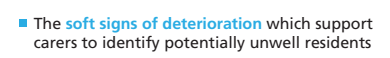 ■ The soft signs of deterioration which support
carers to identify potentially unwell residents